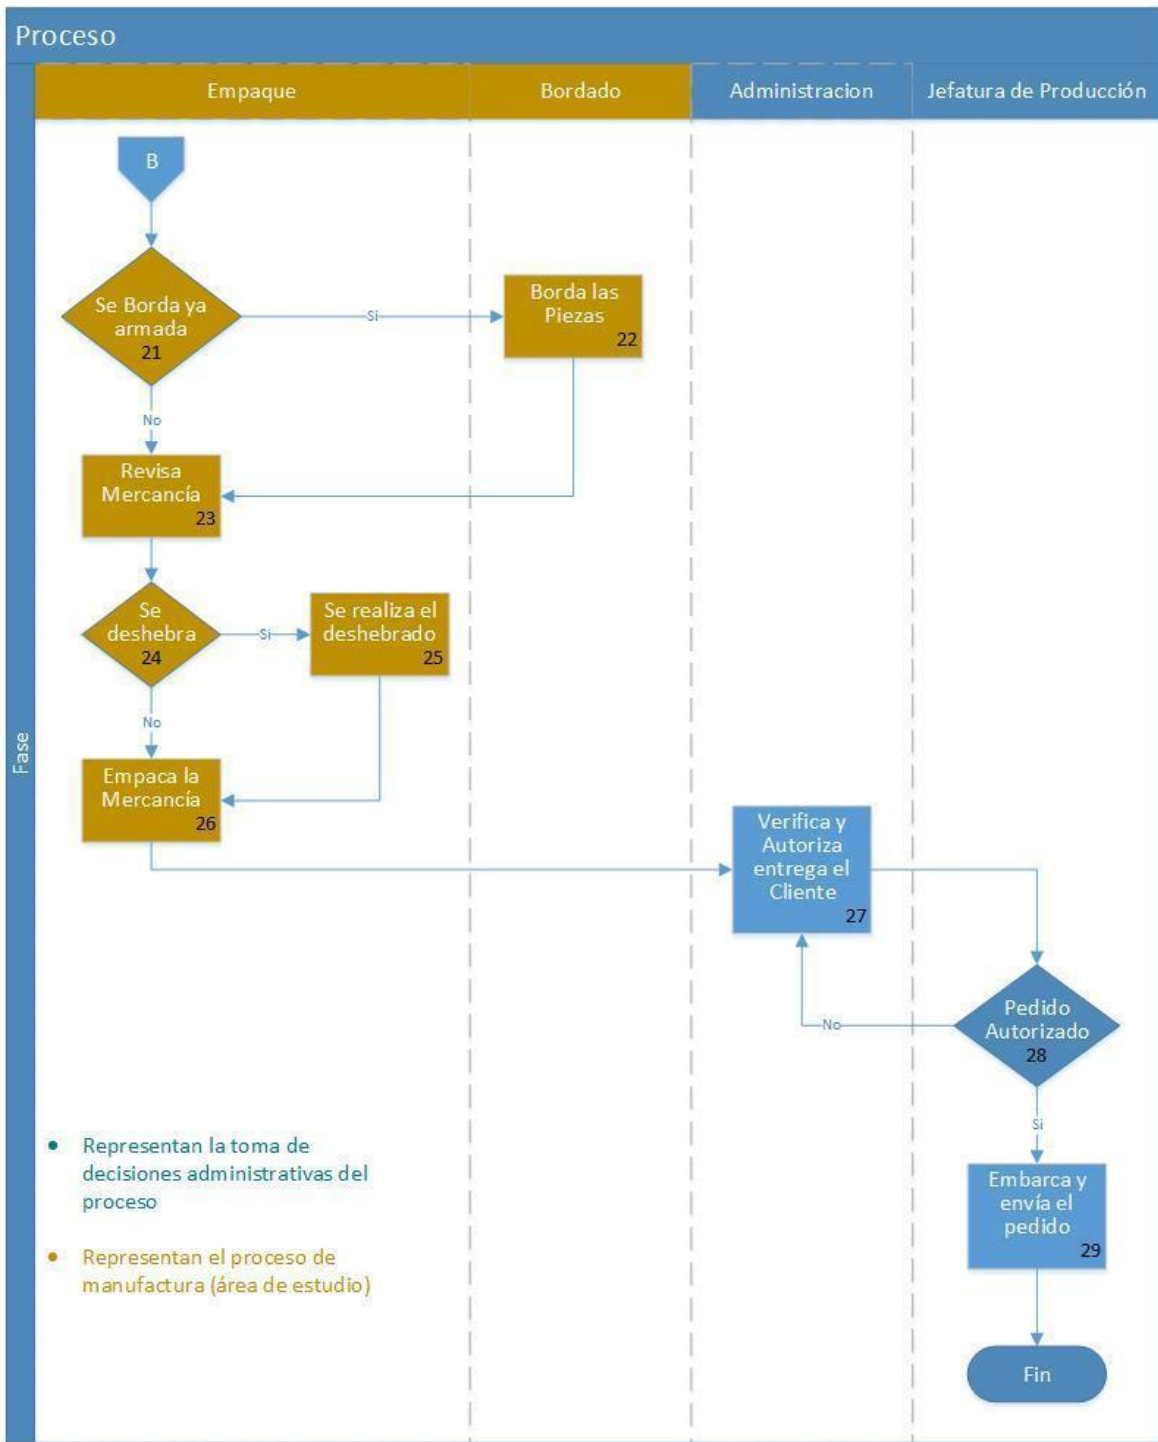 Proceso
Fase
Empaque
Bordado
Administracion
Jefatura de Producción
B
Se Borda ya
armada
21
Si
Borda las
Piezas
22
No
Revisa
Mercancía
23
Se
deshebra
24
Si
Se realiza el
deshebrado
25
No
Empaca la
Mercancía
26
Verifica y
Autoriza
entrega el
Cliente
27
Pedido
Autorizado
28
No
Si
Embarca y
envía el
pedido
29
Fin
• Representan la toma de
decisiones administrativas del
proceso
• Representan el proceso de
manufactura (área de estudio)